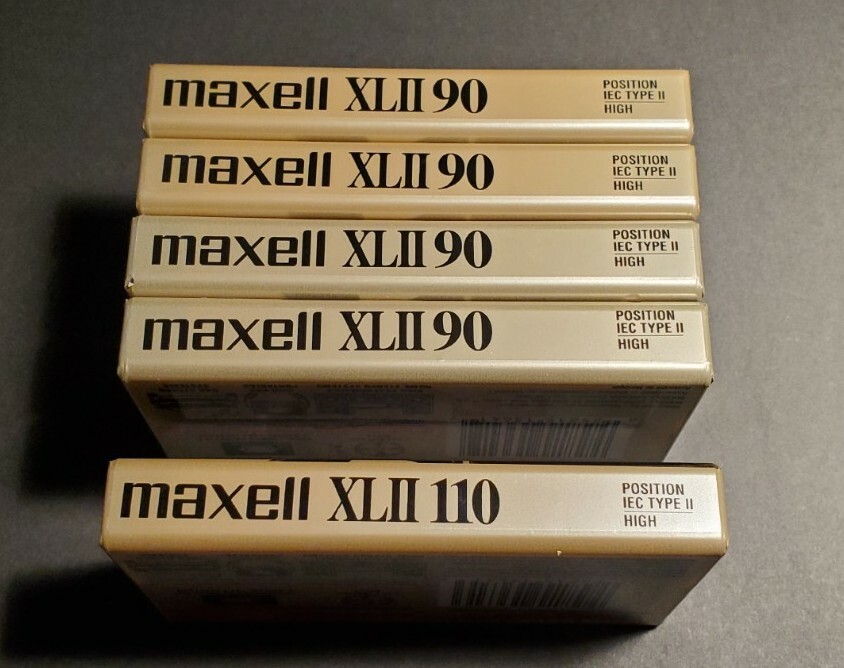 maxell XLII 90
POSITION
IEC TYPE II
HIGH
maxell XLII 90
POSITION
IEC TYPE II
HIGH
maxell XLII 90
POSITION
IEC TYPE II
HIGH
maxell XLII 90
POSITION
IEC TYPE II
HIGH
maxell XLII 110
POSITION
IEC TYPE II
HIGH